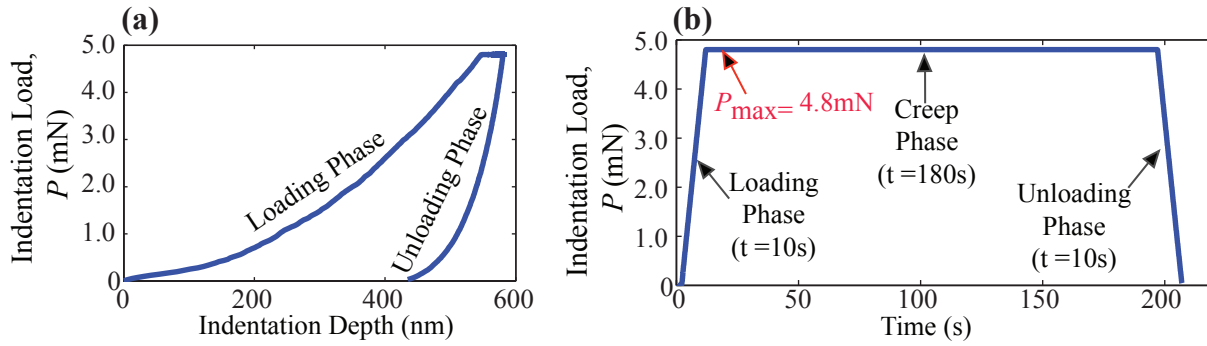 (a)
Indentation Load,
P (mN)
5.0
4.0
3.0
2.0
1.0
0
0
200
400
600
Indentation Depth (nm)
Loading Phase
Unloading Phase
(b)
Indentation Load,
P (mN)
5.0
4.0
3.0
2.0
1.0
0
0
50
100
150
200
Time (s)
Pmax= 4.8mN
Creep
Phase
(t =180s)
Loading
Phase
(t =10s)
Unloading
Phase
(t =10s)